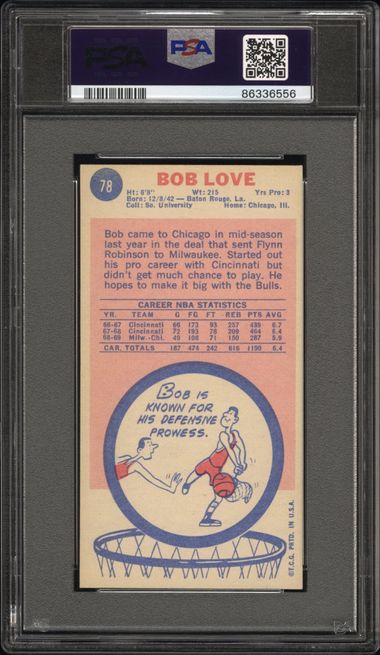 PSA
PSA
86336556
78
BOB LOVE
Ht: 6'8" Wt: 215 Yrs Pro: 3
Born: 12/8/42 — Baton Rouge, La.
Coll: So. University Home: Chicago, Ill.
Bob came to Chicago in mid-season
last year in the deal that sent Flynn
Robinson to Milwaukee. Started out
his pro career with Cincinnati but
didn't get much chance to play. He
hopes to make it big with the Bulls.
CAREER NBA STATISTICS
YR. TEAM G FG FT REB PTS AVG
66-67 Cincinnati 66 173 93 257 439 6.7
67-68 Cincinnati 72 193 78 209 464 6.4
68-69 Milw.-Chi. 49 108 71 150 287 5.9
CAR. TOTALS 187 474 242 616 1190 6.4
BOB IS
KNOWN FOR
HIS DEFENSIVE
PROWESS.
©T.C.G. PRTD. IN U.S.A.